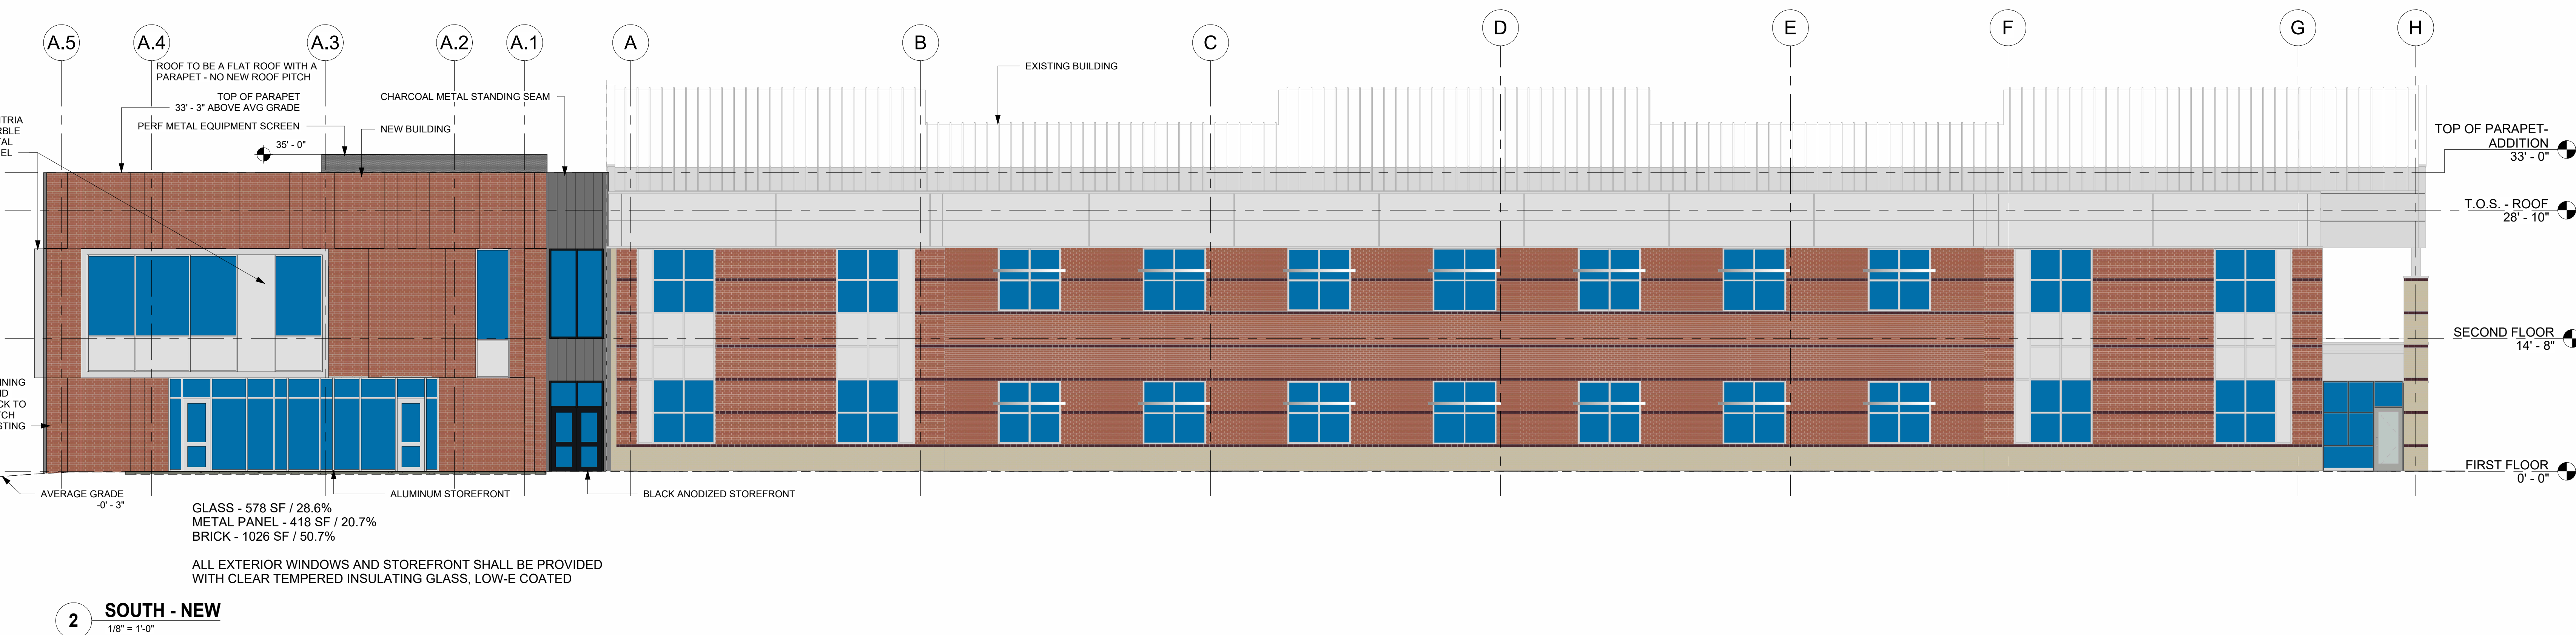 A.5
A.4
A.3
A.2
A.1
A
B
C
D
E
F
G
H
ROOF TO BE A FLAT ROOF WITH A
PARAPET - NO NEW ROOF PITCH
TOP OF PARAPET
33' - 3" ABOVE AVG GRADE
PERF METAL EQUIPMENT SCREEN
35' - 0"
CHARCOAL METAL STANDING SEAM
NEW BUILDING
EXISTING BUILDING
TOP OF PARAPET-
ADDITION
33' - 0"
T.O.S. - ROOF
28' - 10"
SECOND FLOOR
14' - 8"
FIRST FLOOR
0' - 0"
AVERAGE GRADE
-0' - 3"
ALUMINUM STOREFRONT
BLACK ANODIZED STOREFRONT
GLASS - 578 SF / 28.6%
METAL PANEL - 418 SF / 20.7%
BRICK - 1026 SF / 50.7%
ALL EXTERIOR WINDOWS AND STOREFRONT SHALL BE PROVIDED
WITH CLEAR TEMPERED INSULATING GLASS, LOW-E COATED
2
SOUTH - NEW
1/8" = 1'-0"